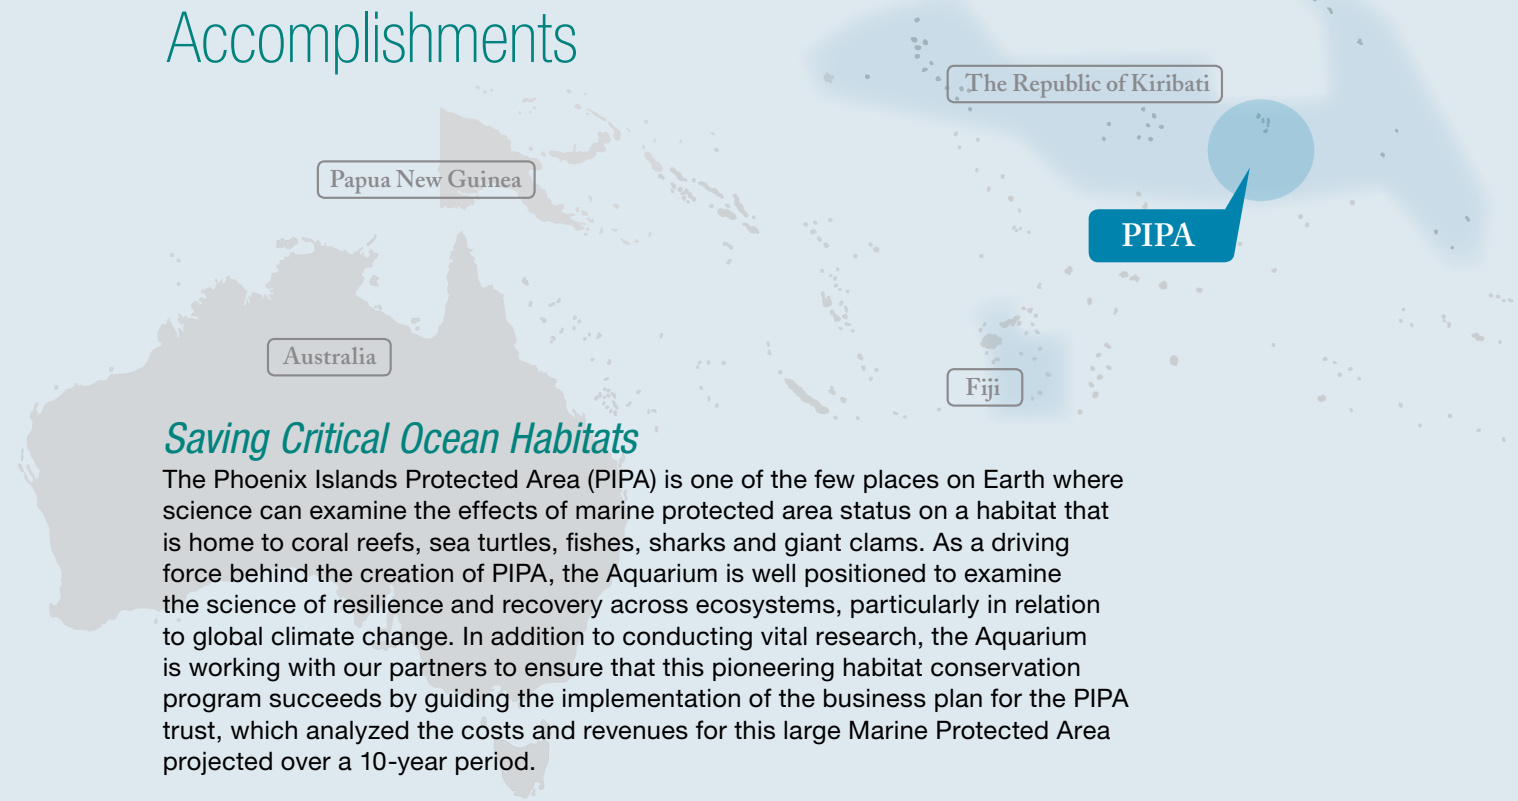 Accomplishments
The Republic of Kiribati
Papua New Guinea
PIPA
Australia
Fiji
Saving Critical Ocean Habitats
The Phoenix Islands Protected Area (PIPA) is one of the few places on Earth where
science can examine the effects of marine protected area status on a habitat that
is home to coral reefs, sea turtles, fishes, sharks and giant clams. As a driving
force behind the creation of PIPA, the Aquarium is well positioned to examine
the science of resilience and recovery across ecosystems, particularly in relation
to global climate change. In addition to conducting vital research, the Aquarium
is working with our partners to ensure that this pioneering habitat conservation
program succeeds by guiding the implementation of the business plan for the PIPA
trust, which analyzed the costs and revenues for this large Marine Protected Area
projected over a 10-year period.